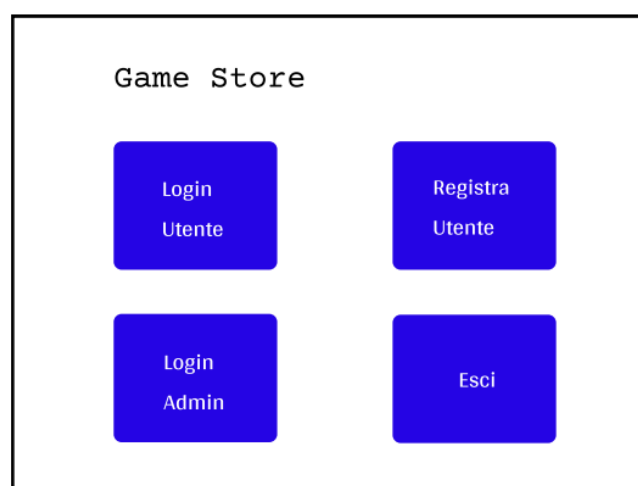 Game Store
Login
Utente
Registra
Utente
Login
Admin
Esci